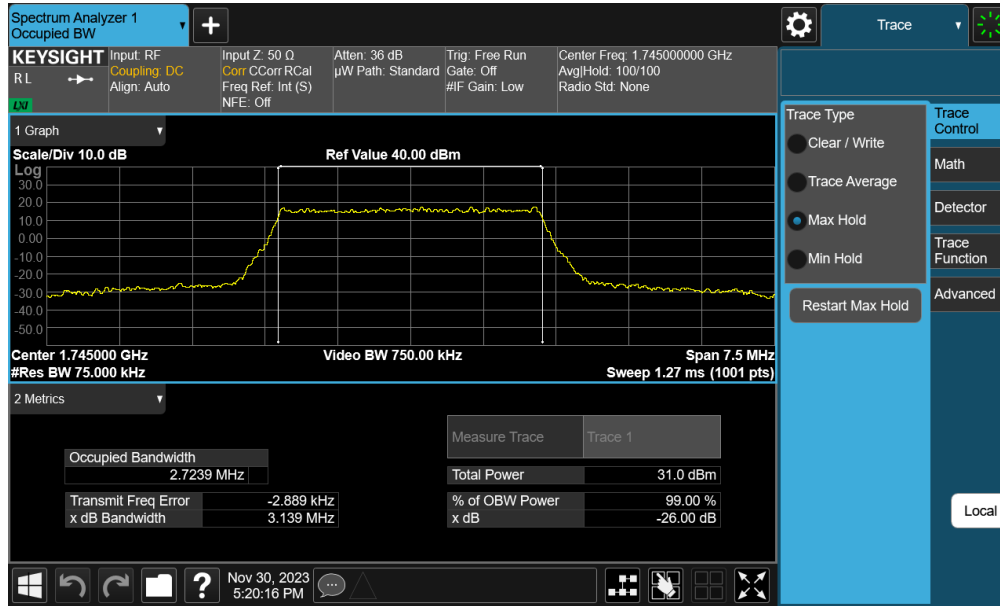 Spectrum Analyzer 1
Occupied BW
+
Trace
KEYSIGHT
R L
LXI
Input: RF
Coupling: DC
Align: Auto
Input Z: 50 Ω
Corr CCorr RCal
Freq Ref: Int (S)
NFE: Off
Atten: 36 dB
µW Path: Standard
Trig: Free Run
Gate: Off
#IF Gain: Low
Center Freq: 1.745000000 GHz
Avg|Hold: 100/100
Radio Std: None
1 Graph
Scale/Div 10.0 dB
Ref Value 40.00 dBm
Log
30.0
20.0
10.0
0.00
-10.0
-20.0
-30.0
-40.0
-50.0
Center 1.745000 GHz
Video BW 750.00 kHz
Span 7.5 MHz
#Res BW 75.000 kHz
Sweep 1.27 ms (1001 pts)
2 Metrics
Measure Trace
Trace 1
Occupied Bandwidth
2.7239 MHz
Total Power
31.0 dBm
Transmit Freq Error
-2.889 kHz
% of OBW Power
99.00 %
x dB Bandwidth
3.139 MHz
x dB
-26.00 dB
Trace Type
Clear / Write
Trace Average
Max Hold
Min Hold
Restart Max Hold
Trace
Control
Math
Detector
Trace
Function
Advanced
Local
?
Nov 30, 2023
5:20:16 PM